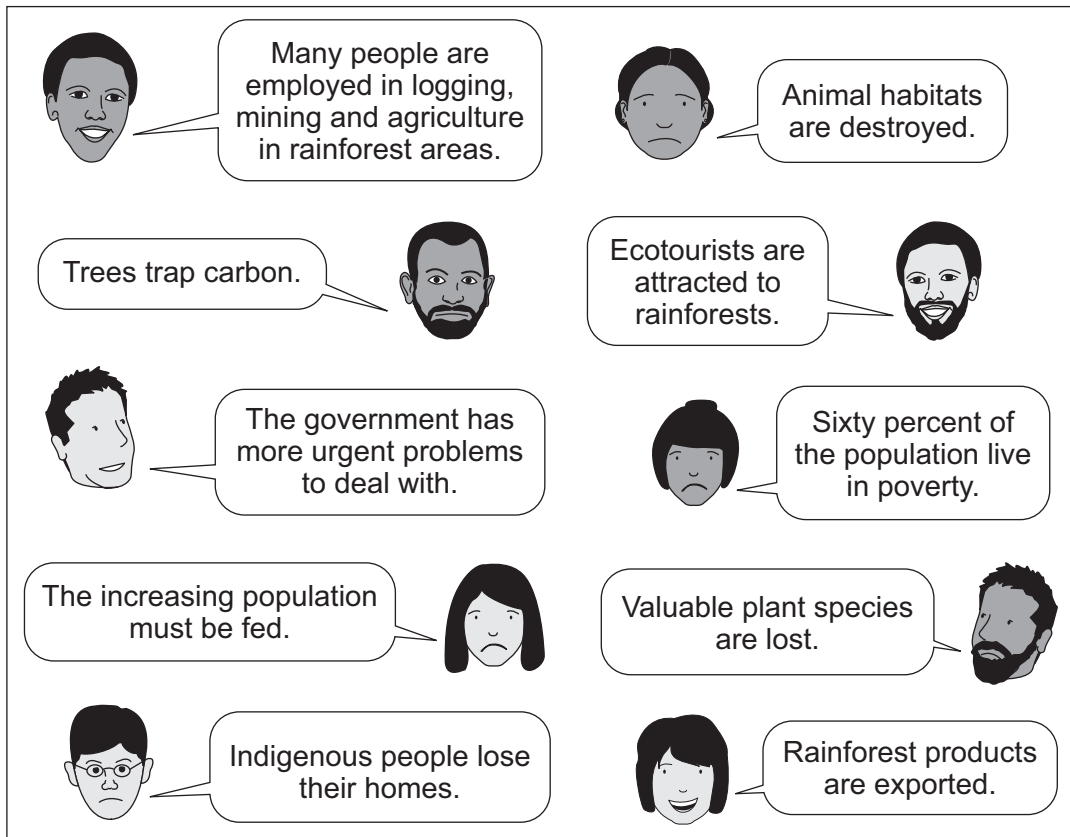 Many people are
employed in logging,
mining and agriculture
in rainforest areas.
Animal habitats
are destroyed.
Trees trap carbon.
Ecotourists are
attracted to
rainforests.
The government has
more urgent problems
to deal with.
Sixty percent of
the population live
in poverty.
The increasing population
must be fed.
Valuable plant species
are lost.
Indigenous people lose
their homes.
Rainforest products
are exported.